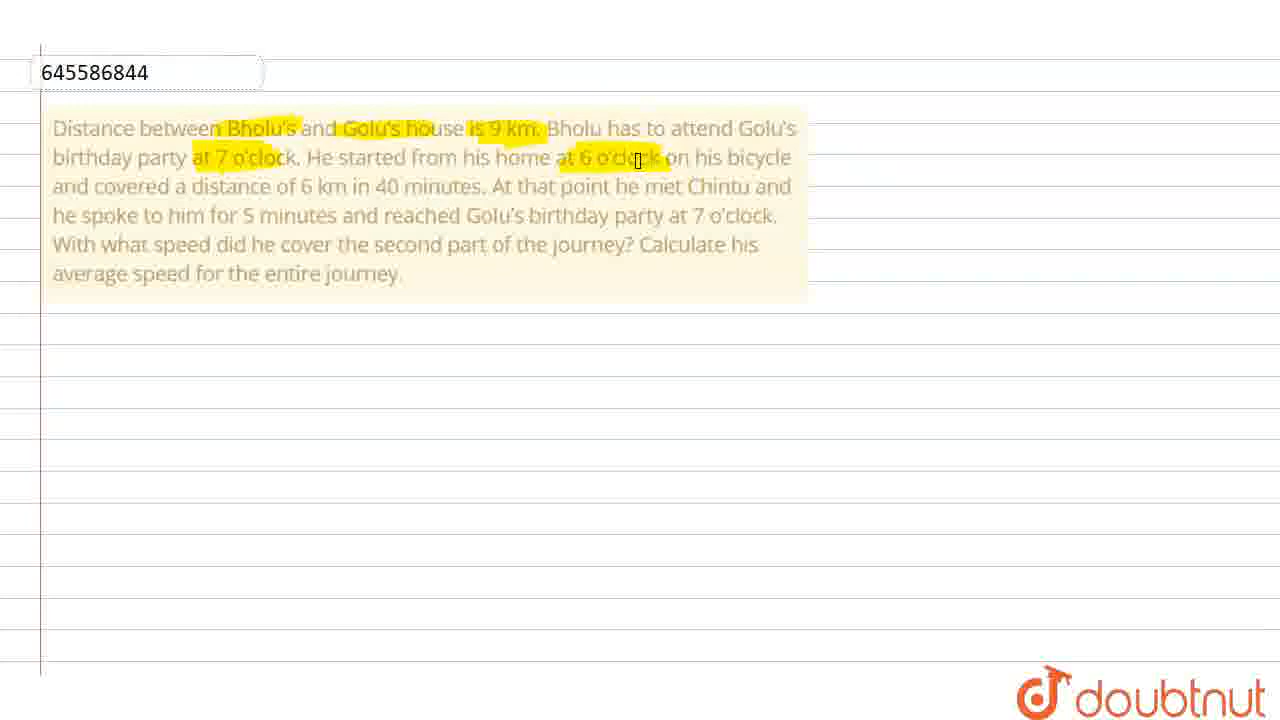 645586844
Distance between Bholu's and Golu's house is 9 km. Bholu has to attend Golu's
birthday party at 7 o'clock. He started from his home at 6 o'clock on his bicycle
and covered a distance of 6 km in 40 minutes. At that point he met Chintu and
he spoke to him for 5 minutes and reached Golu's birthday party at 7 o'clock.
With what speed did he cover the second part of the journey? Calculate his
average speed for the entire journey.
doubtnut